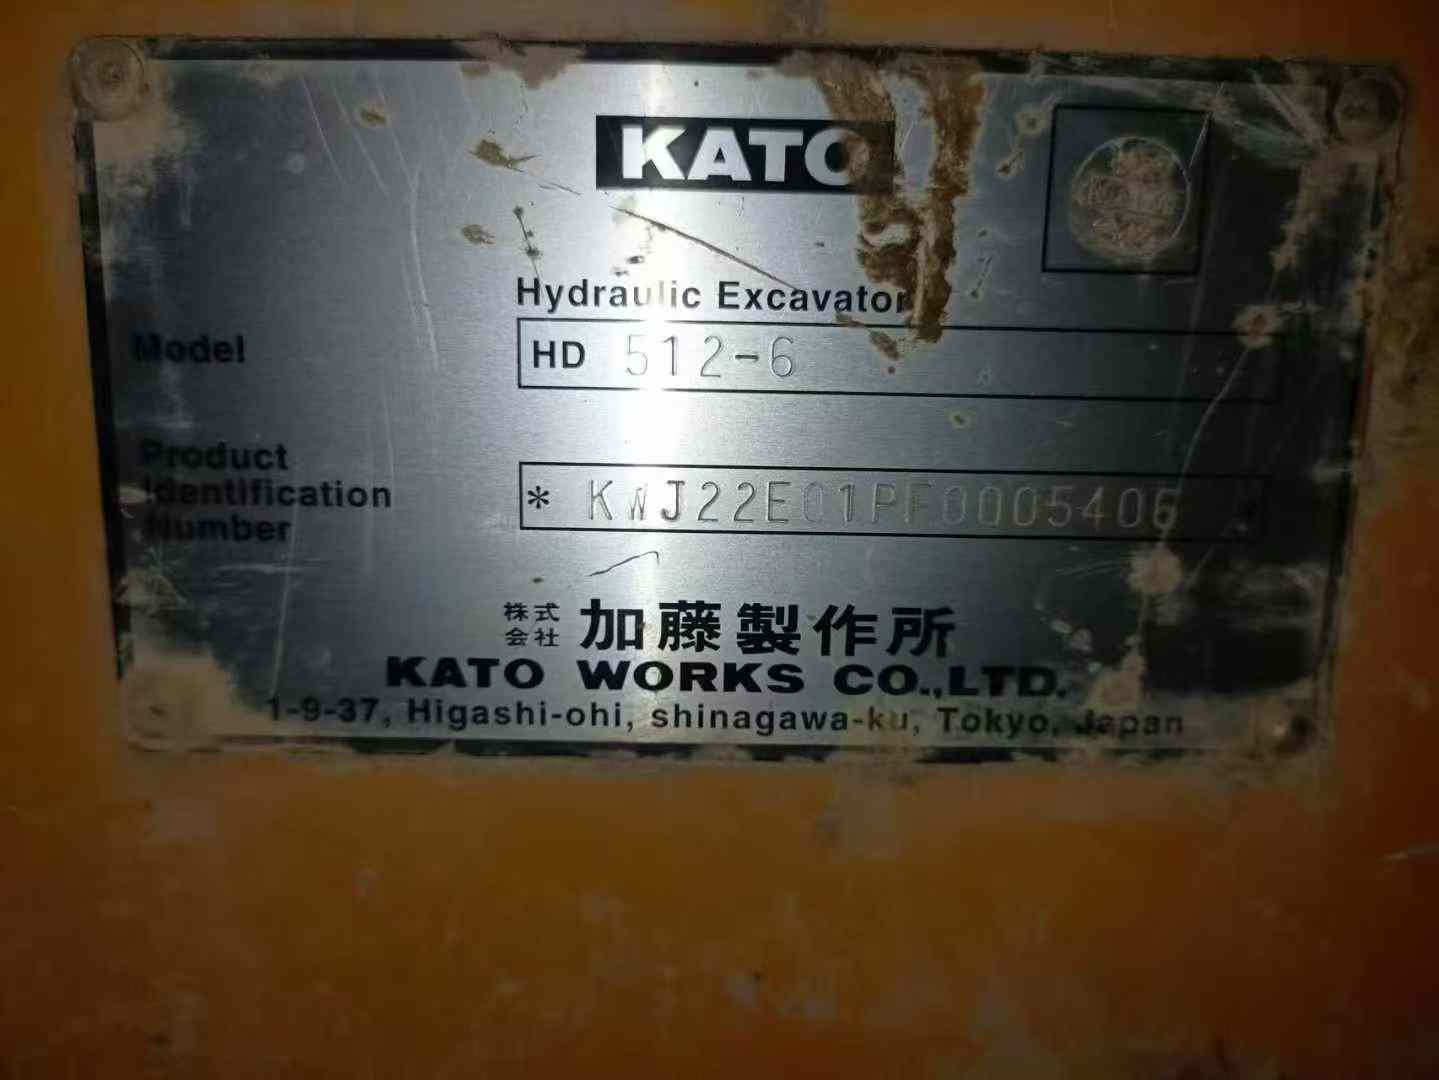 KATO
Hydraulic Excavator
Model
HD 512-6
Product
Identification
Number
* KWJ22E01PF0005406 *
株式
会社
加藤製作所
KATO WORKS CO.,LTD.
1-9-37, Higashi-ohi, shinagawa-ku, Tokyo, Japan